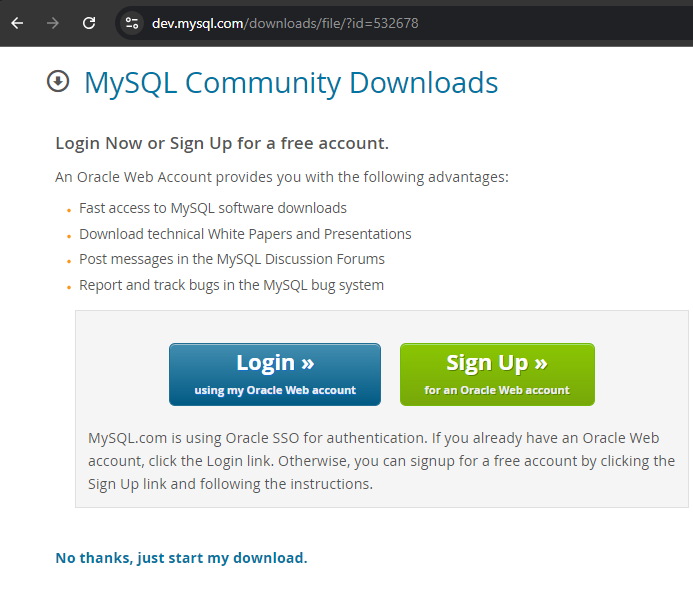 dev.mysql.com/downloads/file/?id=532678
MySQL Community Downloads
Login Now or Sign Up for a free account.
An Oracle Web Account provides you with the following advantages:
Fast access to MySQL software downloads
Download technical White Papers and Presentations
Post messages in the MySQL Discussion Forums
Report and track bugs in the MySQL bug system
Login »
using my Oracle Web account
Sign Up »
for an Oracle Web account
MySQL.com is using Oracle SSO for authentication. If you already have an Oracle Web
account, click the Login link. Otherwise, you can signup for a free account by clicking the
Sign Up link and following the instructions.
No thanks, just start my download.